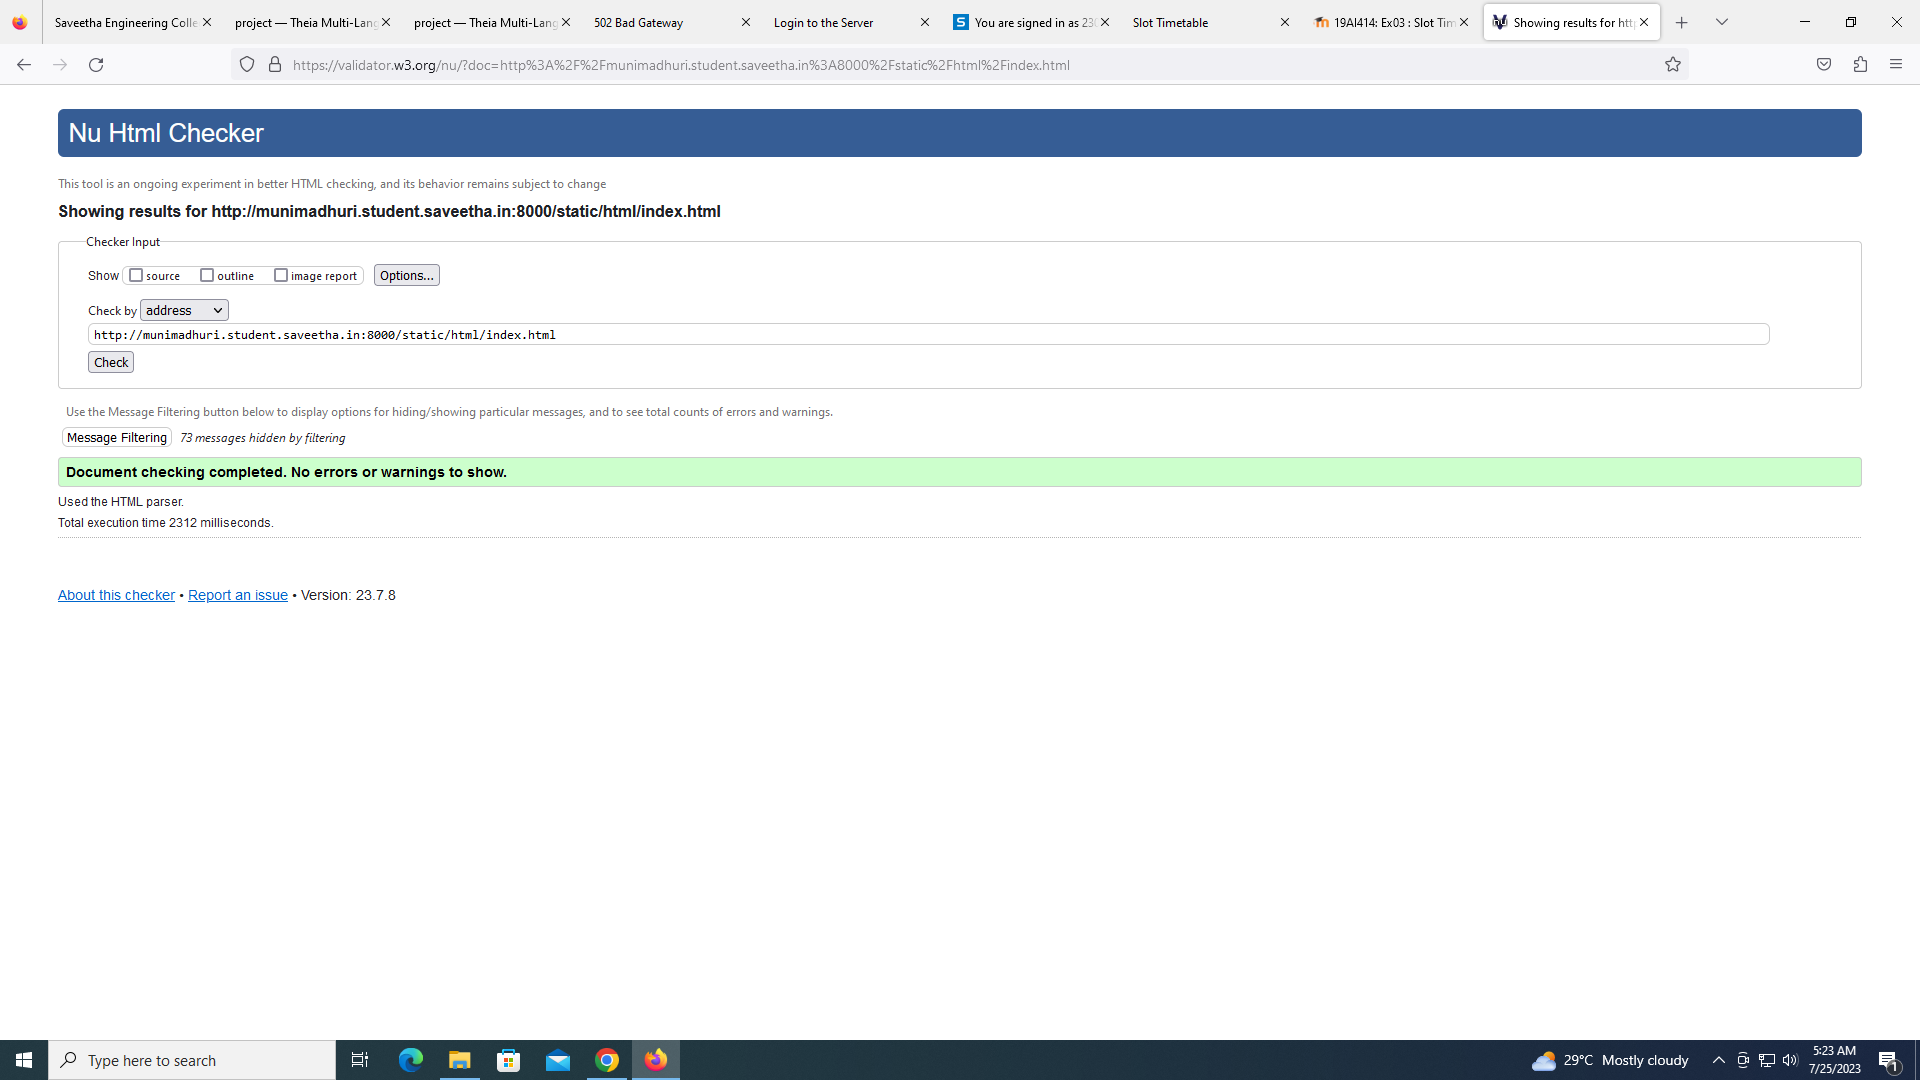 Saveetha Engineering Colle
project — Theia Multi-Lang
project — Theia Multi-Lang
502 Bad Gateway
Login to the Server
S You are signed in as 230
Slot Timetable
19AI414: Ex03 : Slot Tim
Showing results for htt
https://validator.w3.org/nu/?doc=http%3A%2F%2Fmunimadhuri.student.saveetha.in%3A8000%2Fstatic%2Fhtml%2Findex.html
Nu Html Checker
This tool is an ongoing experiment in better HTML checking, and its behavior remains subject to change
Showing results for http://munimadhuri.student.saveetha.in:8000/static/html/index.html
Checker Input
Show source outline image report Options...
Check by address
http://munimadhuri.student.saveetha.in:8000/static/html/index.html
Check
Use the Message Filtering button below to display options for hiding/showing particular messages, and to see total counts of errors and warnings.
Message Filtering 73 messages hidden by filtering
Document checking completed. No errors or warnings to show.
Used the HTML parser.
Total execution time 2312 milliseconds.
About this checker • Report an issue • Version: 23.7.8
Type here to search
29°C Mostly cloudy
5:23 AM
7/25/2023
1